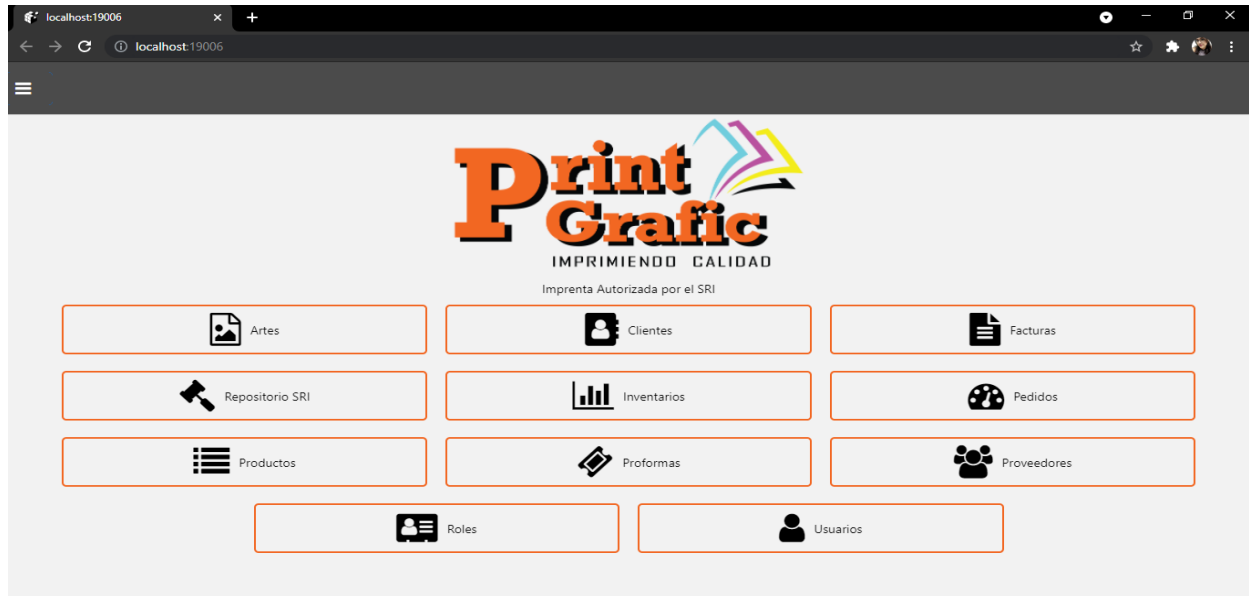 localhost:19006
localhost:19006
Print
Grafic
IMPRIMIENDO CALIDAD
Imprenta Autorizada por el SRI
Artes
Clientes
Facturas
Repositorio SRI
Inventarios
Pedidos
Productos
Proformas
Proveedores
Roles
Usuarios